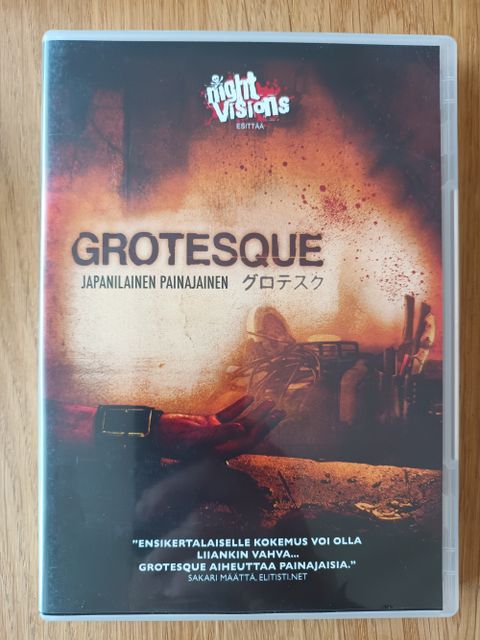 night
visions
ESITTÄÄ
GROTESQUE
JAPANILAINEN PAINAJAINEN グロテスク
"ENSIKERTALAISELLE KOKEMUS VOI OLLA
LIIANKIN VAHVA...
GROTESQUE AIHEUTTAA PAINAJAISIA."
SAKARI MÄÄTTÄ, ELITISTI.NET